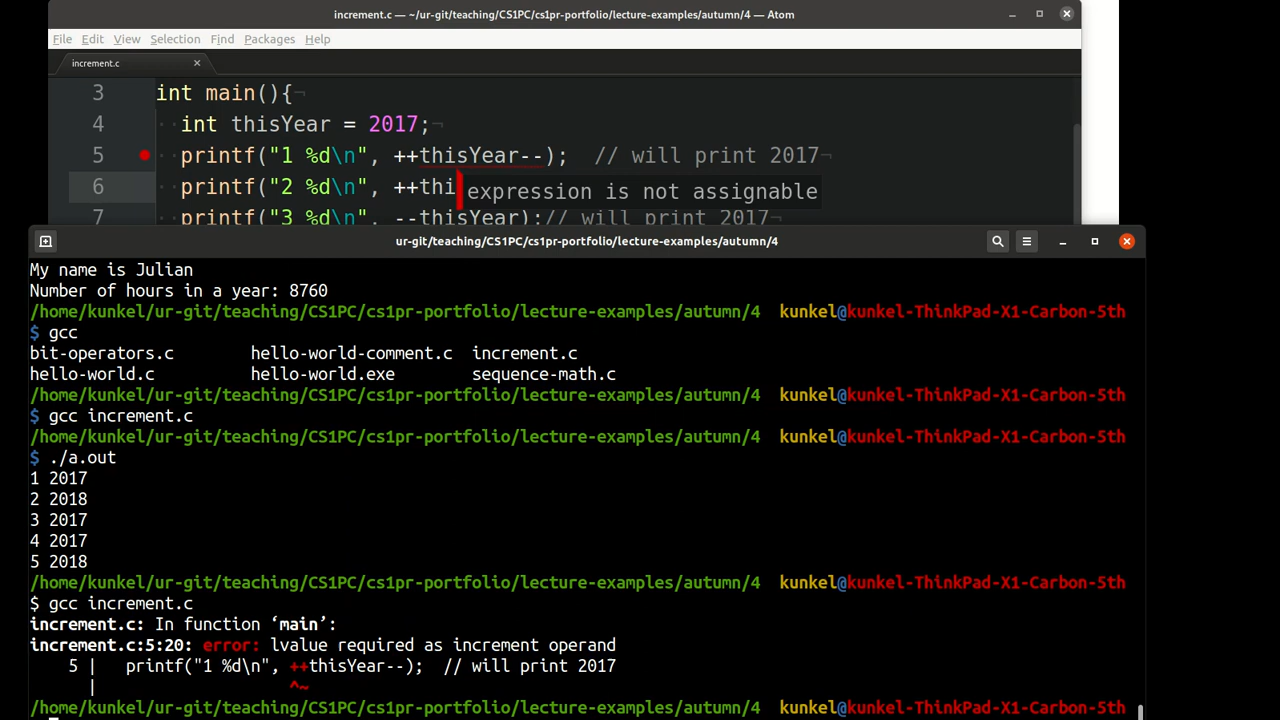 increment.c — ~/ur-git/teaching/CS1PC/cs1pr-portfolio/lecture-examples/autumn/4 — Atom
File Edit View Selection Find Packages Help
increment.c
3 int main(){¬
4 int thisYear = 2017;¬
5 printf("1 %d\n", ++thisYear--); // will print 2017¬
6 printf("2 %d\n", ++thi
expression is not assignable
7 printf("3 %d\n", --thisYear);// will print 2017¬
ur-git/teaching/CS1PC/cs1pr-portfolio/lecture-examples/autumn/4
My name is Julian
Number of hours in a year: 8760
/home/kunkel/ur-git/teaching/CS1PC/cs1pr-portfolio/lecture-examples/autumn/4 kunkel@kunkel-ThinkPad-X1-Carbon-5th
$ gcc
bit-operators.c hello-world-comment.c increment.c
hello-world.c hello-world.exe sequence-math.c
/home/kunkel/ur-git/teaching/CS1PC/cs1pr-portfolio/lecture-examples/autumn/4 kunkel@kunkel-ThinkPad-X1-Carbon-5th
$ gcc increment.c
/home/kunkel/ur-git/teaching/CS1PC/cs1pr-portfolio/lecture-examples/autumn/4 kunkel@kunkel-ThinkPad-X1-Carbon-5th
$ ./a.out
1 2017
2 2018
3 2017
4 2017
5 2018
/home/kunkel/ur-git/teaching/CS1PC/cs1pr-portfolio/lecture-examples/autumn/4 kunkel@kunkel-ThinkPad-X1-Carbon-5th
$ gcc increment.c
increment.c: In function ‘main’:
increment.c:5:20: error: lvalue required as increment operand
5 | printf("1 %d\n", ++thisYear--); // will print 2017
| ^~
/home/kunkel/ur-git/teaching/CS1PC/cs1pr-portfolio/lecture-examples/autumn/4 kunkel@kunkel-ThinkPad-X1-Carbon-5th